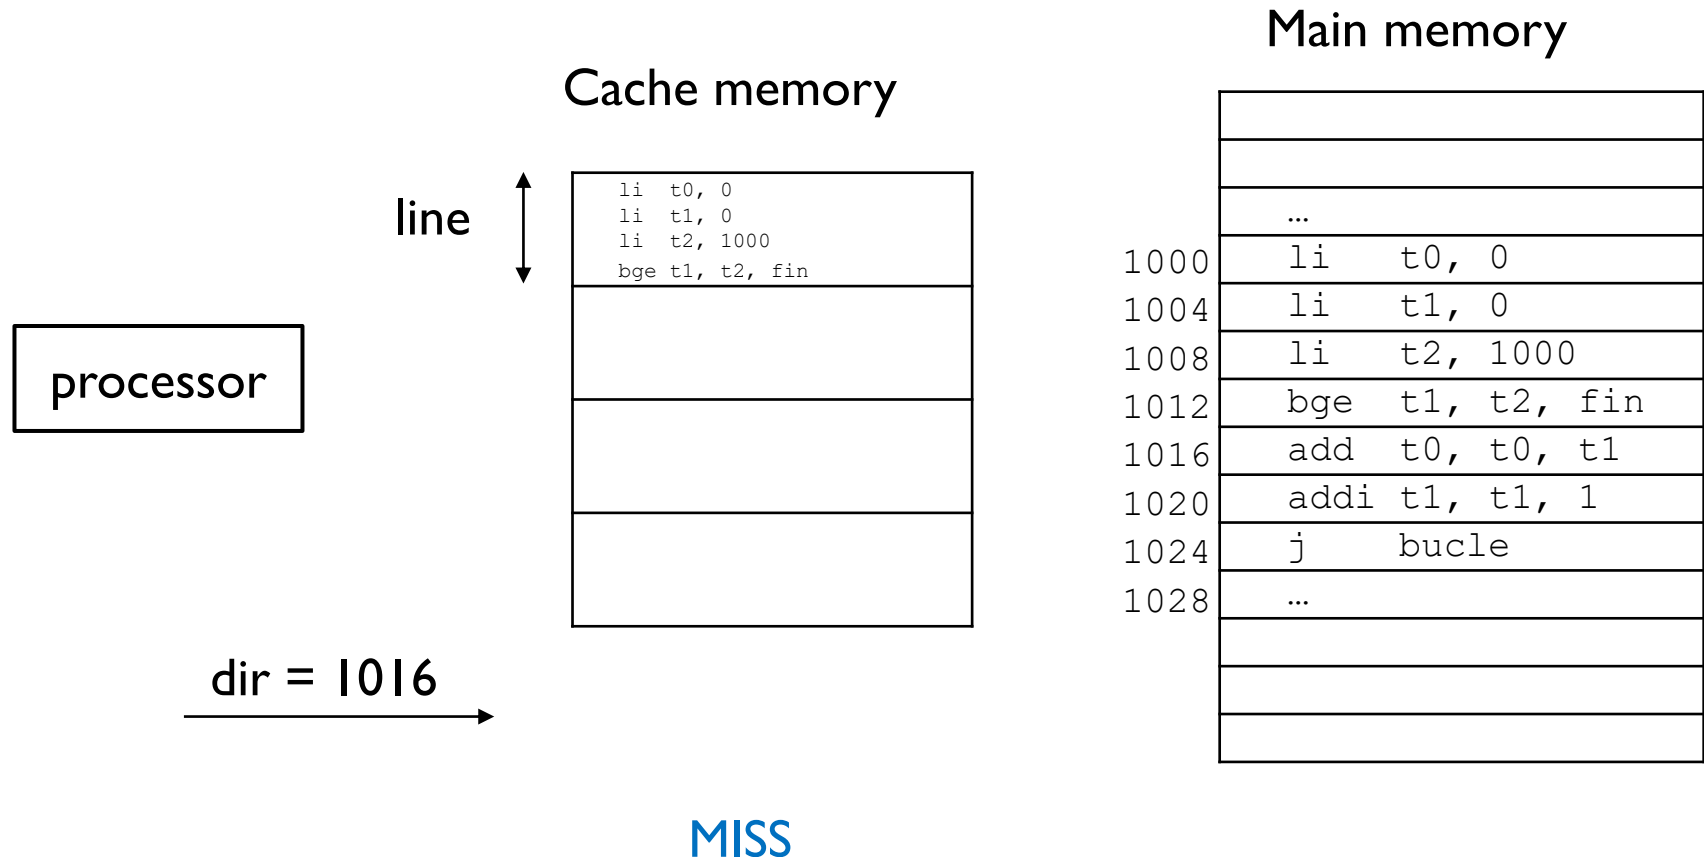 Main memory
Cache memory
line
li t0, 0
li t1, 0
li t2, 1000
bge t1, t2, fin
processor
dir = 1016
MISS
…
1000 li t0, 0
1004 li t1, 0
1008 li t2, 1000
1012 bge t1, t2, fin
1016 add t0, t0, t1
1020 addi t1, t1, 1
1024 j bucle
1028 …